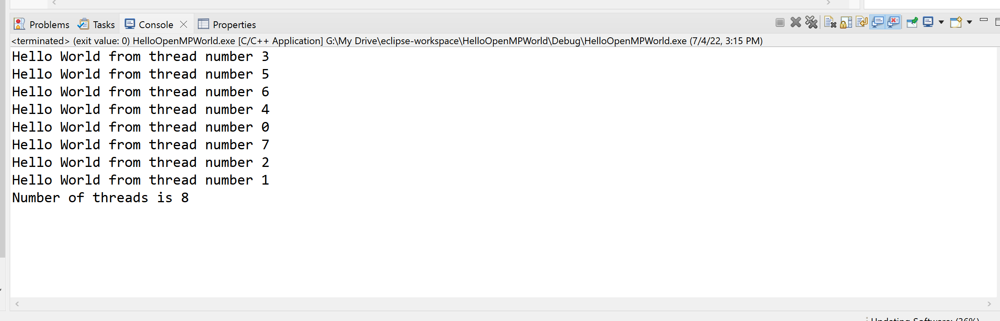 Problems Tasks Console Properties
<terminated> (exit value: 0) HelloOpenMPWorld.exe [C/C++ Application] G:\My Drive\eclipse-workspace\HelloOpenMPWorld\Debug\HelloOpenMPWorld.exe (7/4/22, 3:15 PM)
Hello World from thread number 3
Hello World from thread number 5
Hello World from thread number 6
Hello World from thread number 4
Hello World from thread number 0
Hello World from thread number 7
Hello World from thread number 2
Hello World from thread number 1
Number of threads is 8
Updating Software: (36%)